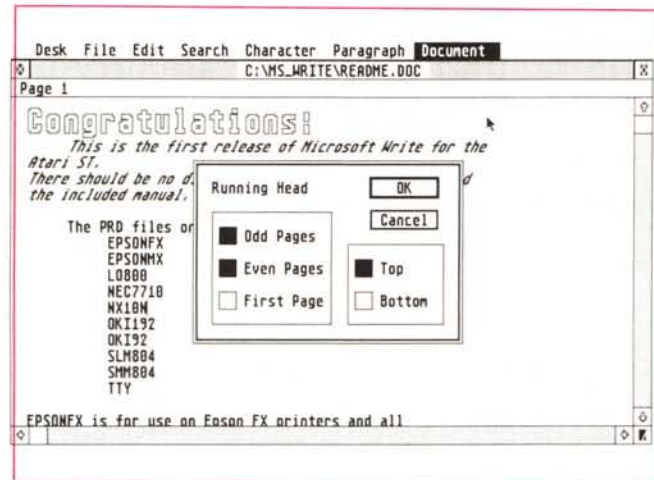 Desk File Edit Search Character Paragraph Document
C:\MS_WRITE\README.DOC
Page 1
Congratulations!
This is the first release of Microsoft Write for the
Atari ST.
There should be no d
d
the included manual.
Running Head
OK
Cancel
Odd Pages
Even Pages
First Page
Top
Bottom
The PRD files or
EPSONFX
EPSONMX
LQ800
NEC7710
NX10N
OKI192
OKI92
SLM804
SMM804
TTY
EPSONFX is for use on Epson FX printers and all